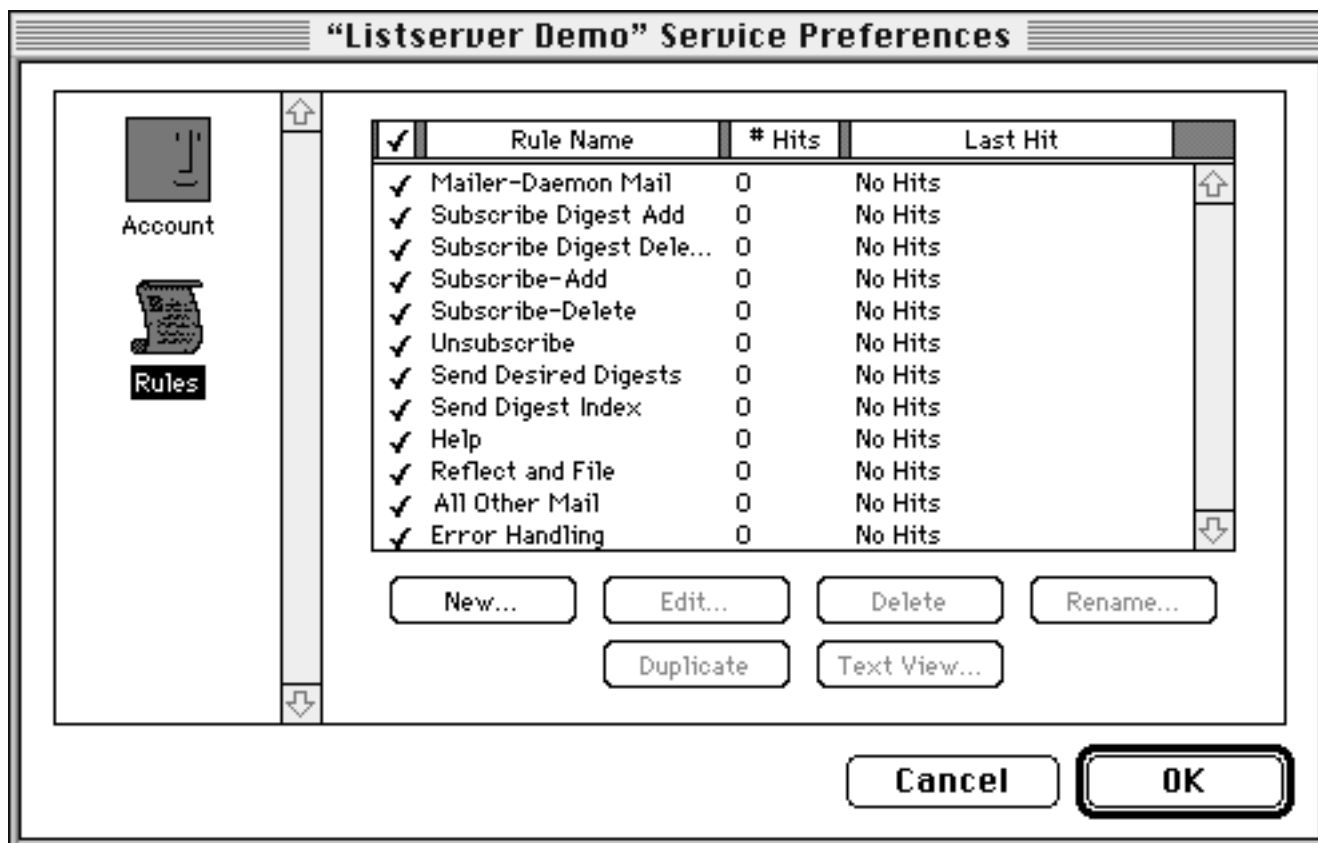 “Listserver Demo” Service Preferences
Account
Rules
✓ Rule Name # Hits Last Hit
✓ Mailer-Daemon Mail 0 No Hits
✓ Subscribe Digest Add 0 No Hits
✓ Subscribe Digest Dele... 0 No Hits
✓ Subscribe-Add 0 No Hits
✓ Subscribe-Delete 0 No Hits
✓ Unsubscribe 0 No Hits
✓ Send Desired Digests 0 No Hits
✓ Send Digest Index 0 No Hits
✓ Help 0 No Hits
✓ Reflect and File 0 No Hits
✓ All Other Mail 0 No Hits
✓ Error Handling 0 No Hits
New... Edit... Delete Rename...
Duplicate Text View...
Cancel OK